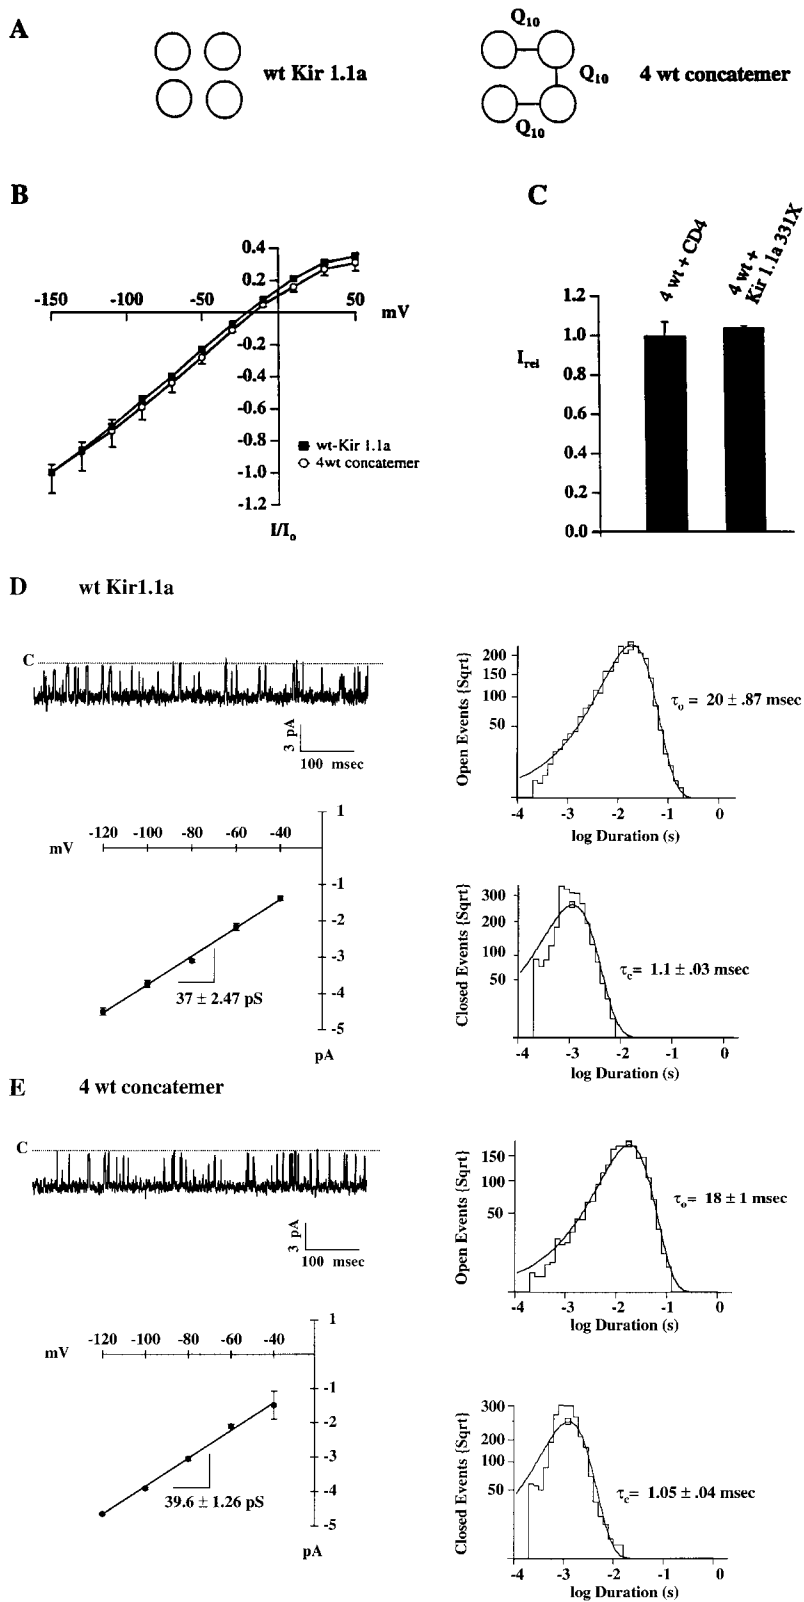 A
wt Kir 1.1a
Q10
Q10
Q10
4 wt concatemer
B
0.4
0.2
-150
-100
-50
50
mV
-0.2
-0.4
-0.6
-0.8
-1.0
-1.2
I/Io
wt-Kir 1.1a
4wt concatemer
C
4 wt + CD4
4 wt +
Kir 1.1a 331X
1.2
1.0
0.8
0.6
0.4
0.2
0.0
Irel
D
wt Kir1.1a
C
3 pA
100 msec
Open Events {Sqrt}
200
150
100
50
τo = 20 ± .87 msec
-4
-3
-2
-1
0
log Duration (s)
mV
-120
-100
-80
-60
-40
1
-1
-2
-3
-4
-5
pA
37 ± 2.47 pS
Closed Events {Sqrt}
300
200
100
50
τc= 1.1 ± .03 msec
-4
-3
-2
-1
0
log Duration (s)
E
4 wt concatemer
C
3 pA
100 msec
Open Events {Sqrt}
150
100
50
τo= 18 ± 1 msec
-4
-3
-2
-1
0
log Duration (s)
mV
-120
-100
-80
-60
-40
1
-1
-2
-3
-4
-5
pA
39.6 ± 1.26 pS
Closed Events {Sqrt}
300
200
100
50
τc= 1.05 ± .04 msec
-4
-3
-2
-1
0
log Duration (s)